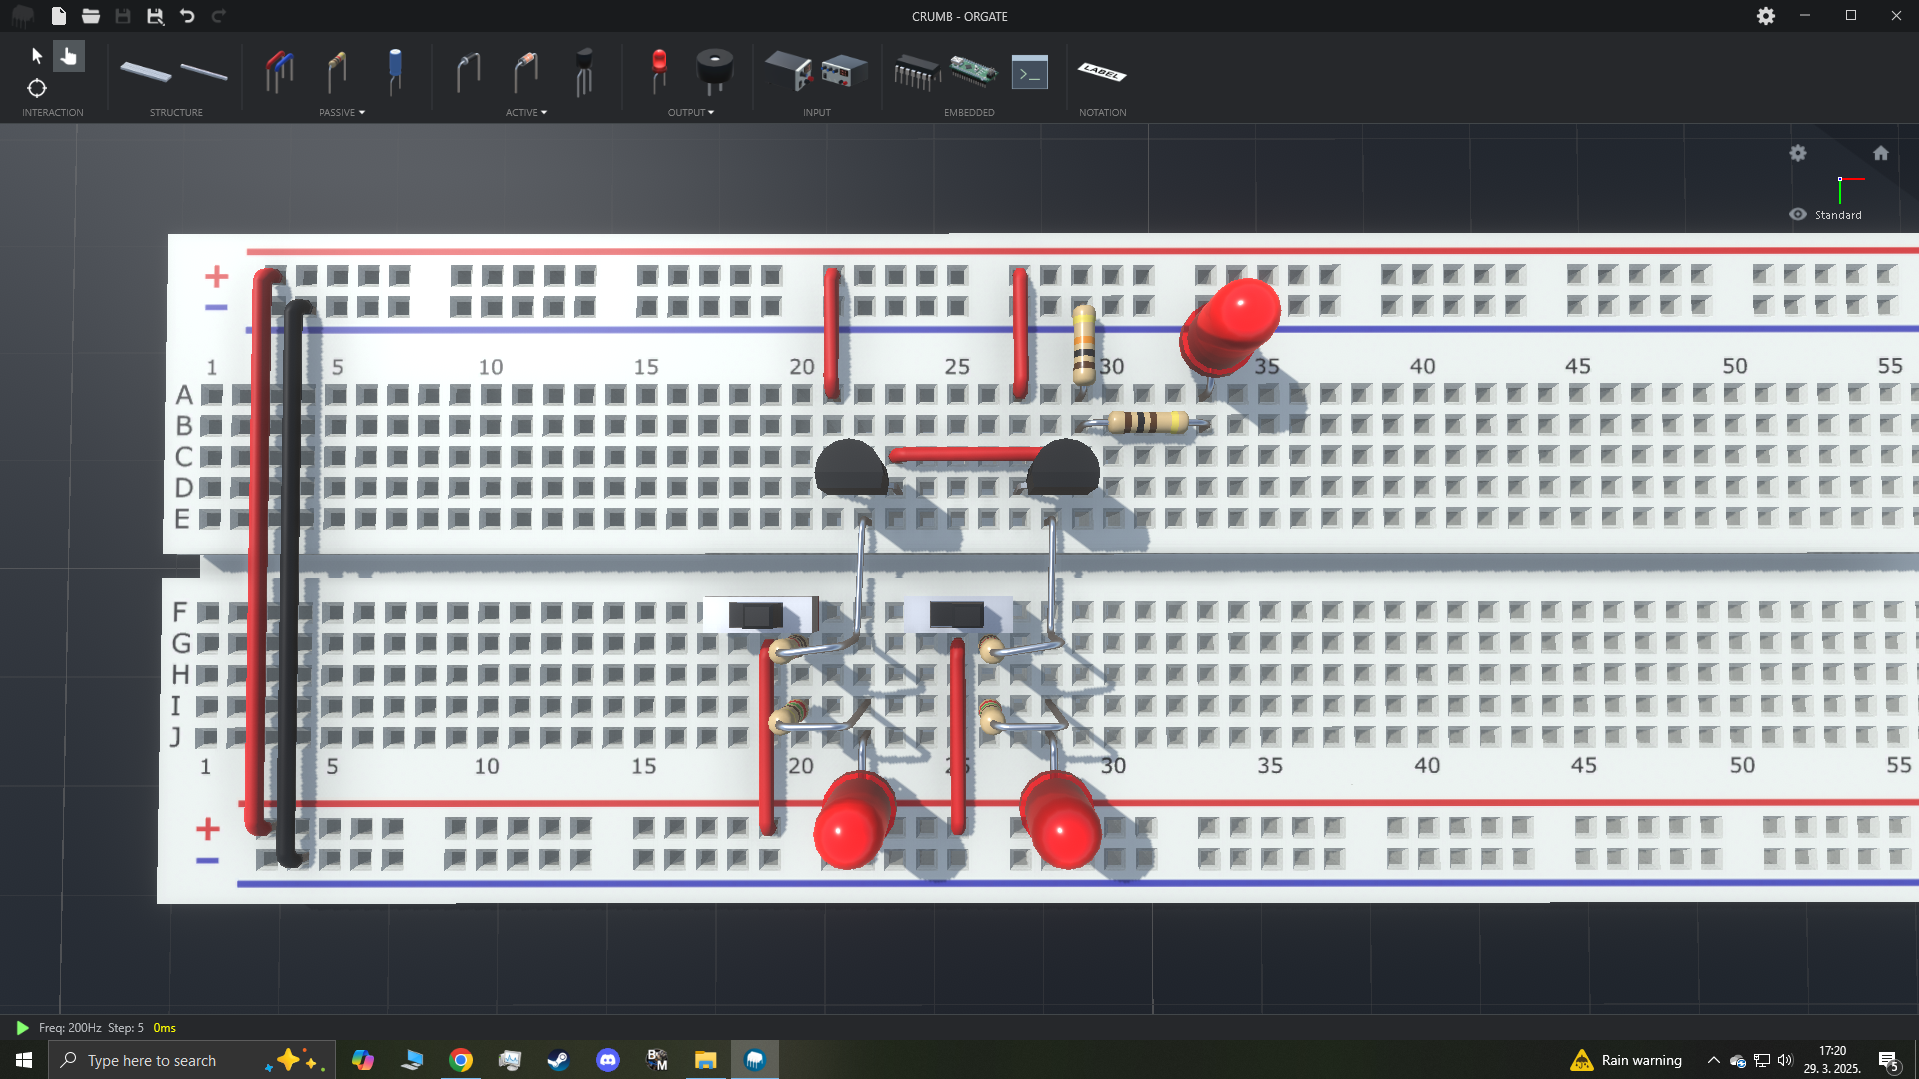 CRUMB - ORGATE
LABEL
INTERACTION
STRUCTURE
PASSIVE
ACTIVE
OUTPUT
INPUT
EMBEDDED
NOTATION
Standard
+
−
1 5 10 15 20 25 30 35 40 45 50 55
A
B
C
D
E
F
G
H
I
J
1 5 10 15 20 25 30 35 40 45 50 55
+
−
Freq: 200Hz Step: 5 0ms
Type here to search
Rain warning
17:20
29. 3. 2025.
5